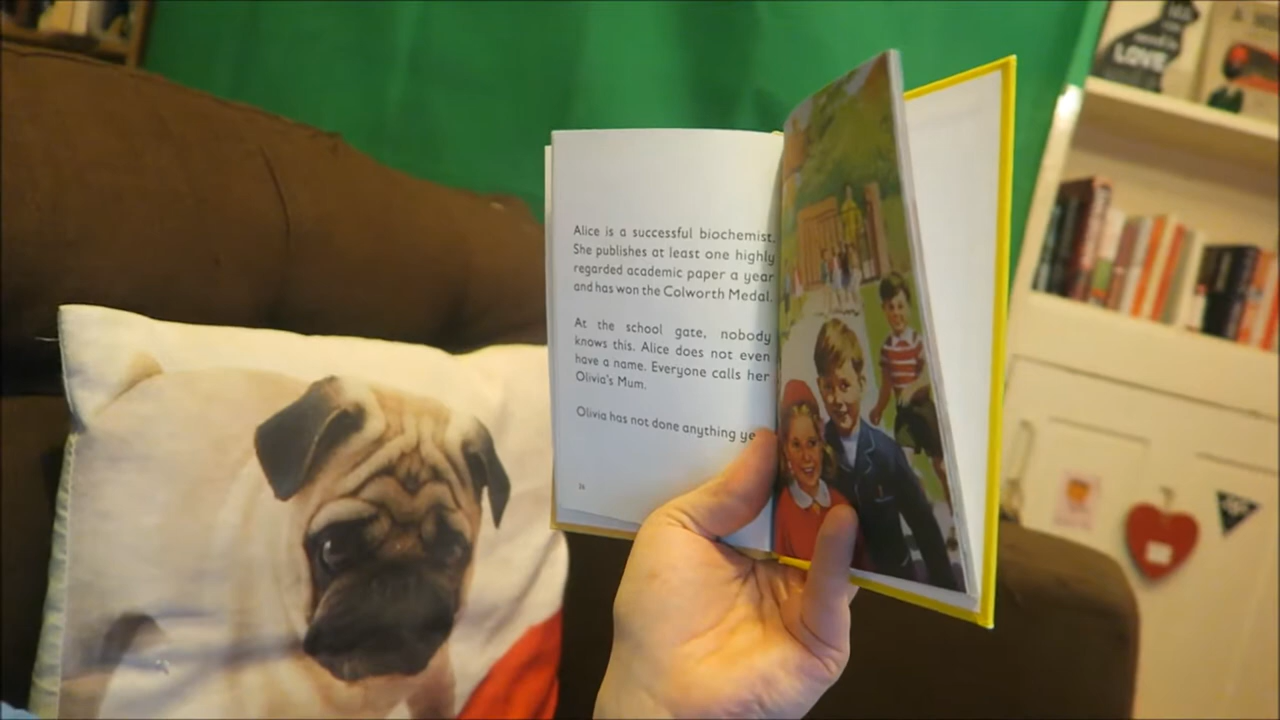 Alice is a successful biochemist.
She publishes at least one highly
regarded academic paper a year
and has won the Colworth Medal.
At the school gate, nobody
knows this. Alice does not even
have a name. Everyone calls her
Olivia's Mum.
Olivia has not done anything ye
LOVE